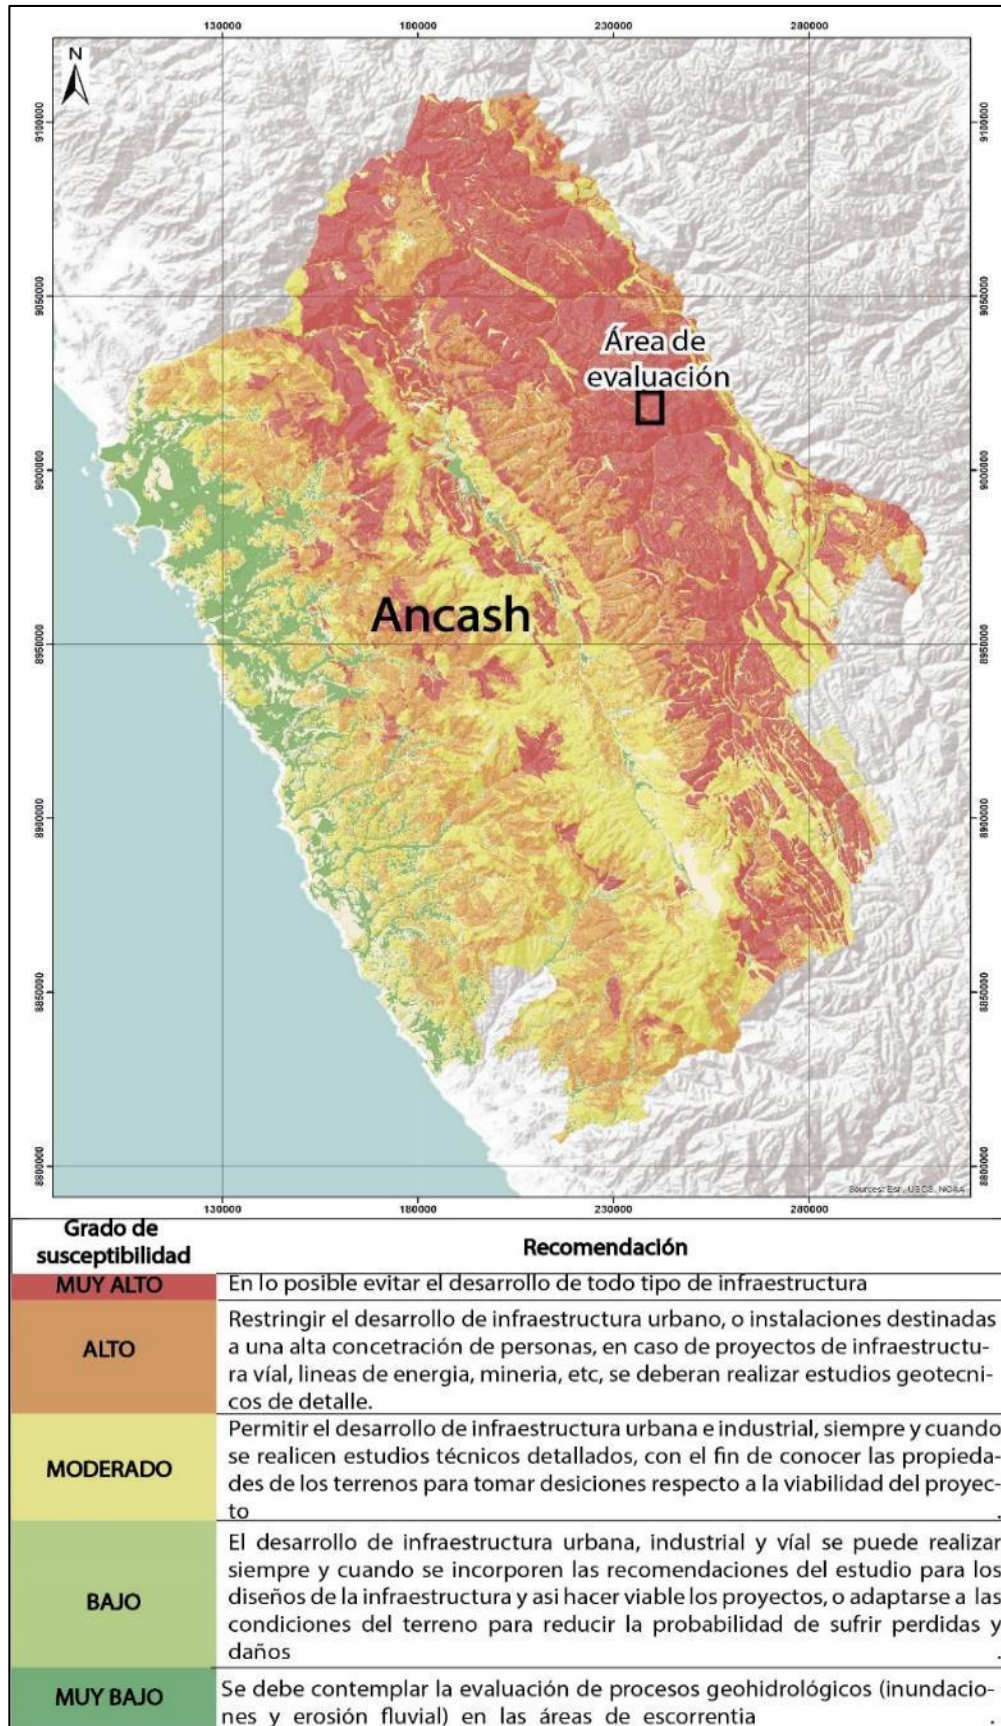 130000 180000 230000 280000
N
9100000 9100000
9050000 9050000
Área de
evaluación
9000000 9000000
Ancash
8950000 8950000
8900000 8900000
8850000 8850000
8800000 8800000
Sources: Esri, USGS, NOAA
130000 180000 230000 280000
Grado de
susceptibilidad
Recomendación
MUY ALTO
En lo posible evitar el desarrollo de todo tipo de infraestructura
ALTO
Restringir el desarrollo de infraestructura urbano, o instalaciones destinadas
a una alta concetración de personas, en caso de proyectos de infraestructu-
ra víal, lineas de energia, mineria, etc, se deberan realizar estudios geotecni-
cos de detalle.
MODERADO
Permitir el desarrollo de infraestructura urbana e industrial, siempre y cuando
se realicen estudios técnicos detallados, con el fin de conocer las propieda-
des de los terrenos para tomar desiciones respecto a la viabilidad del proyec-
to .
BAJO
El desarrollo de infraestructura urbana, industrial y víal se puede realizar
siempre y cuando se incorporen las recomendaciones del estudio para los
diseños de la infraestructura y asi hacer viable los proyectos, o adaptarse a las
condiciones del terreno para reducir la probabilidad de sufrir perdidas y
daños .
MUY BAJO
Se debe contemplar la evaluación de procesos geohidrológicos (inundacio-
nes y erosión fluvial) en las áreas de escorrentia .